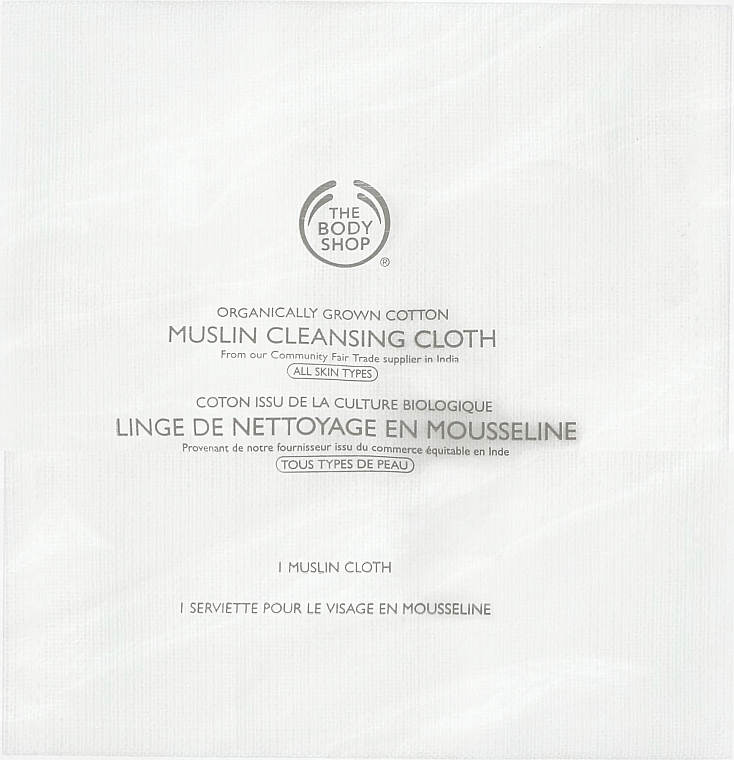 THE
BODY
SHOP
®
ORGANICALLY GROWN COTTON
MUSLIN CLEANSING CLOTH
From our Community Fair Trade supplier in India
ALL SKIN TYPES
COTON ISSU DE LA CULTURE BIOLOGIQUE
LINGE DE NETTOYAGE EN MOUSSELINE
Provenant de notre fournisseur issu du commerce équitable en Inde
TOUS TYPES DE PEAU
1 MUSLIN CLOTH
1 SERVIETTE POUR LE VISAGE EN MOUSSELINE